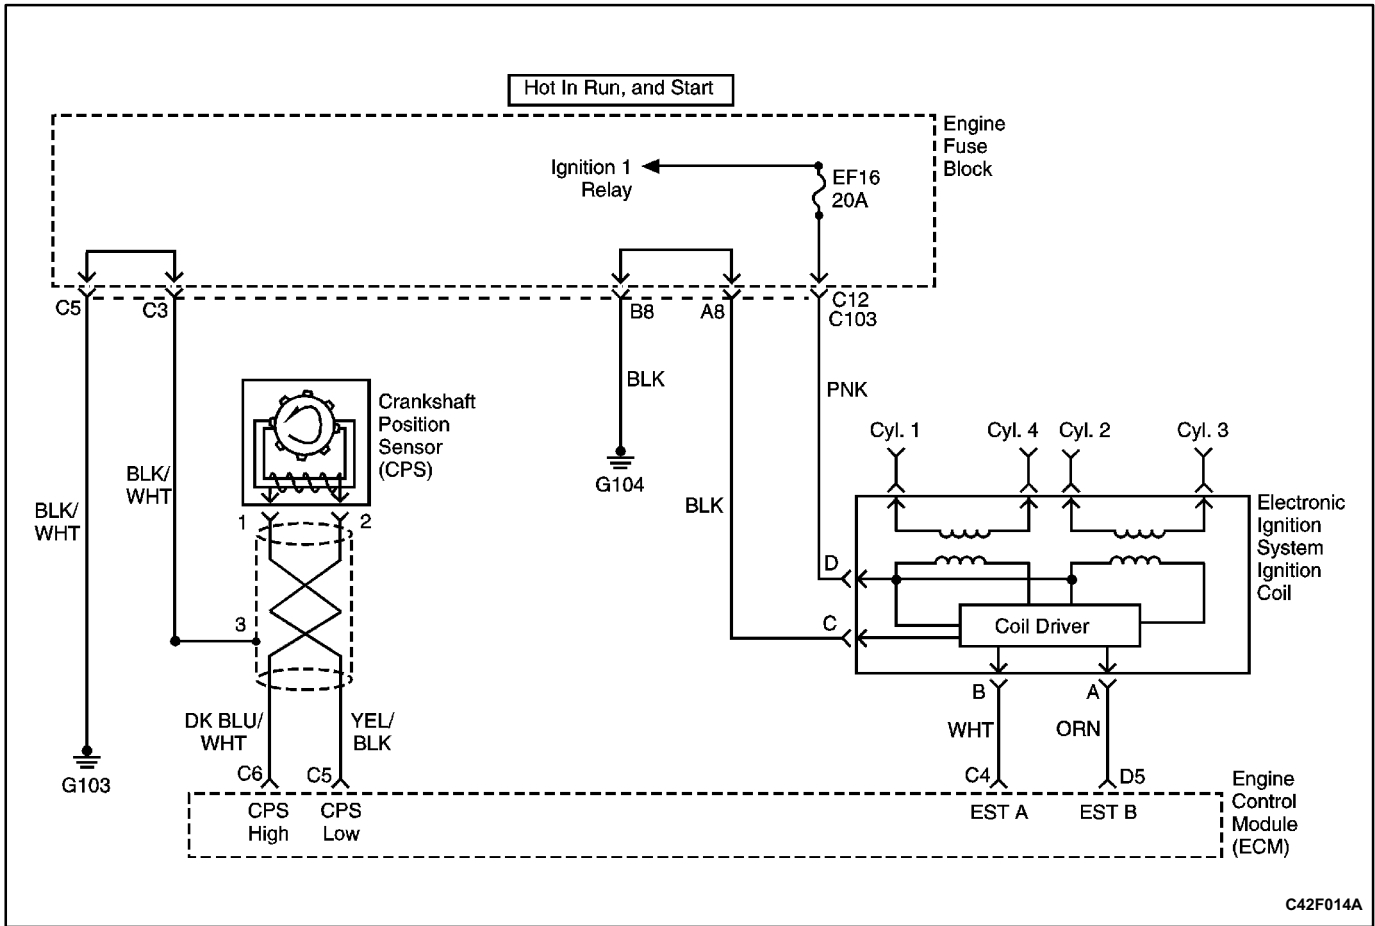 Hot In Run, and Start
Engine
Fuse
Block
Ignition 1
Relay
EF16
20A
C5
C3
B8
A8
C12
C103
BLK
PNK
Crankshaft
Position
Sensor
(CPS)
Cyl. 1
Cyl. 4
Cyl. 2
Cyl. 3
BLK/
WHT
G104
BLK/
WHT
BLK
Electronic
Ignition
System
Ignition
Coil
1
2
D
3
C
Coil Driver
B
A
DK BLU/
WHT
YEL/
BLK
WHT
ORN
G103
C6
C5
C4
D5
CPS
High
CPS
Low
EST A
EST B
Engine
Control
Module
(ECM)
C42F014A